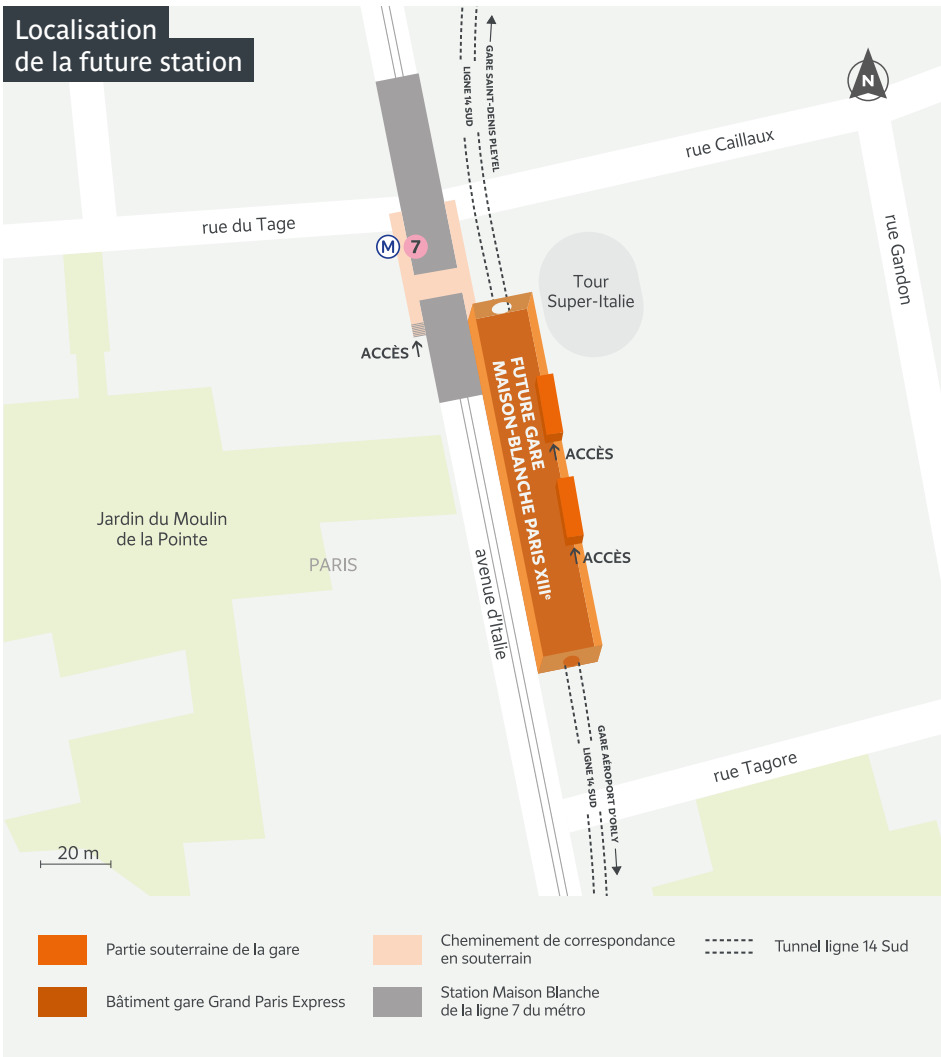 Localisation
de la future station
LIGNE 14 SUD
GARE SAINT-DENIS PLEYEL
N
rue Caillaux
rue du Tage
M 7
rue Gandon
Tour
Super-Italie
ACCÈS
FUTURE GARE
MAISON-BLANCHE PARIS XIIIᵉ
ACCÈS
ACCÈS
Jardin du Moulin
de la Pointe
PARIS
avenue d'Italie
LIGNE 14 SUD
GARE AÉROPORT D'ORLY
rue Tagore
20 m
Partie souterraine de la gare
Bâtiment gare Grand Paris Express
Cheminement de correspondance
en souterrain
Station Maison Blanche
de la ligne 7 du métro
Tunnel ligne 14 Sud